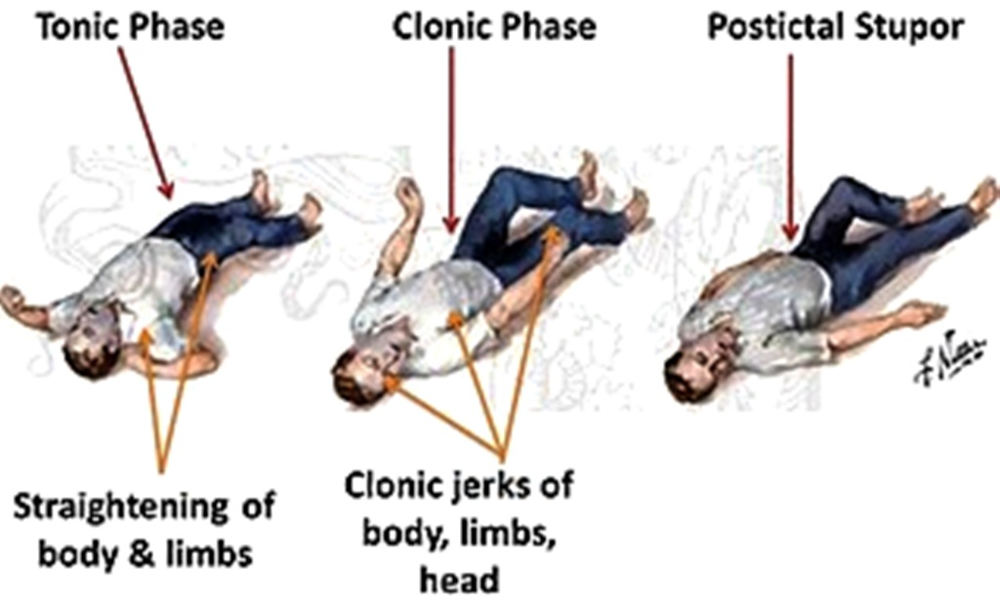 Tonic Phase
Clonic Phase
Postictal Stupor
Straightening of
body & limbs
Clonic jerks of
body, limbs,
head